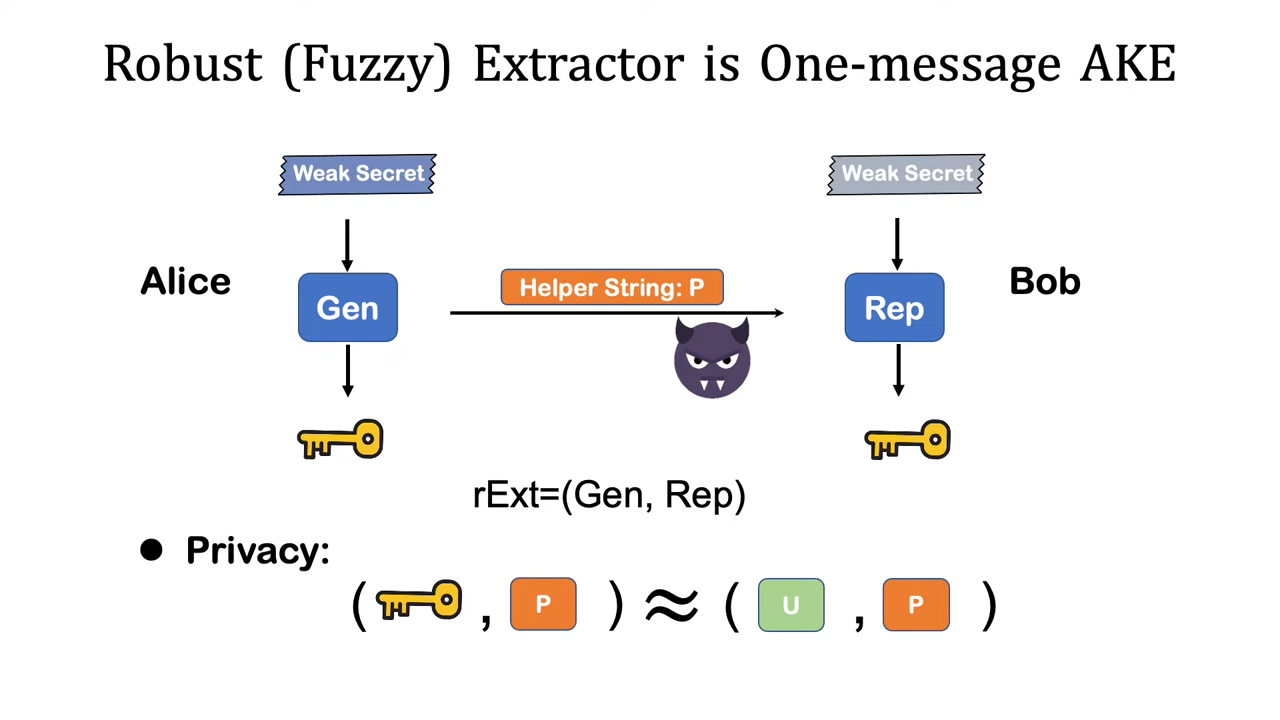 Robust (Fuzzy) Extractor is One-message AKE
Weak Secret
Weak Secret
Alice
Gen
Helper String: P
Rep
Bob
rExt=(Gen, Rep)
● Privacy:
( , P ) ≈ ( U , P )